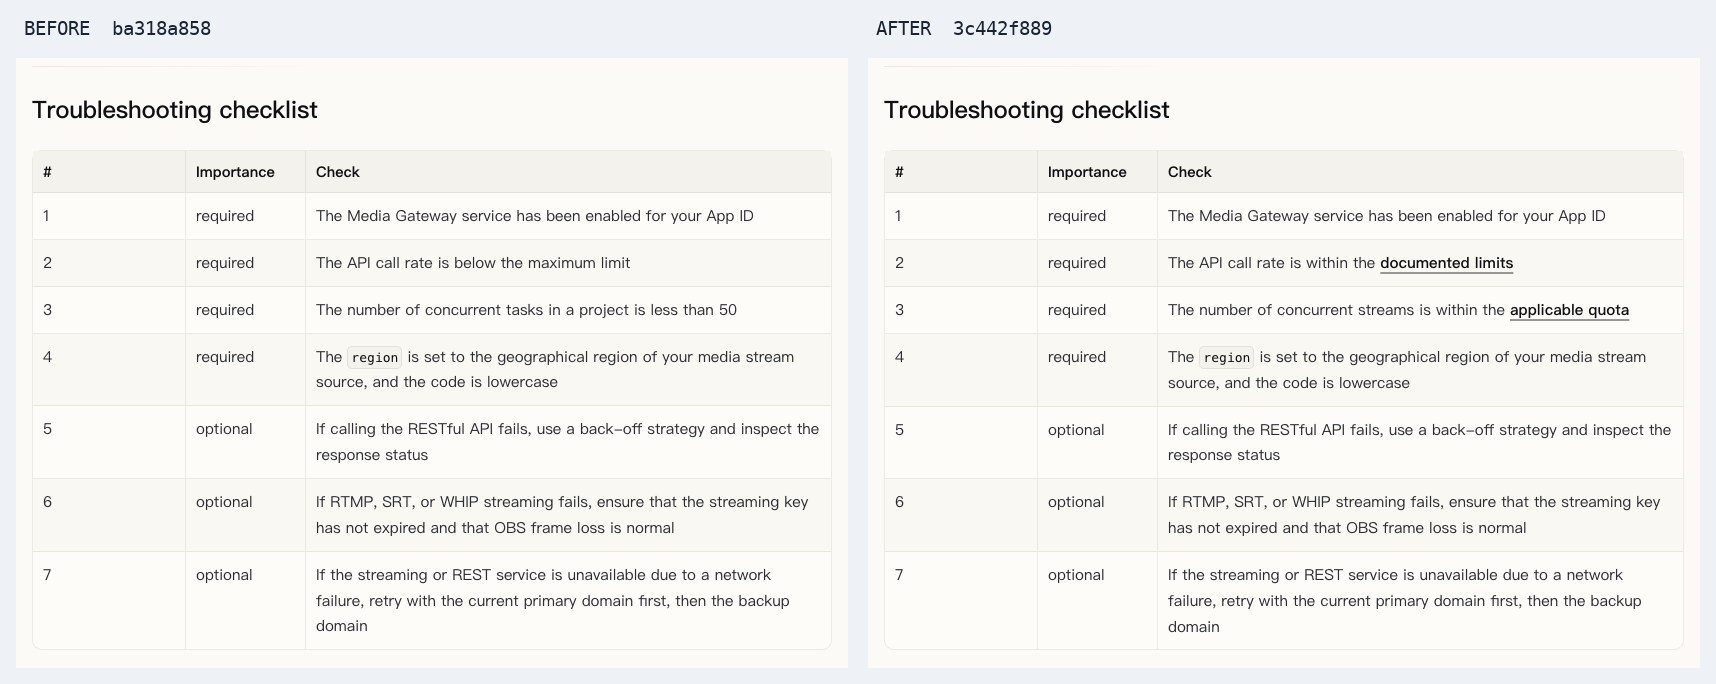 BEFORE ba318a858
Troubleshooting checklist
# Importance Check
1 required The Media Gateway service has been enabled for your App ID
2 required The API call rate is below the maximum limit
3 required The number of concurrent tasks in a project is less than 50
4 required The region is set to the geographical region of your media stream
source, and the code is lowercase
5 optional If calling the RESTful API fails, use a back-off strategy and inspect the
response status
6 optional If RTMP, SRT, or WHIP streaming fails, ensure that the streaming key
has not expired and that OBS frame loss is normal
7 optional If the streaming or REST service is unavailable due to a network
failure, retry with the current primary domain first, then the backup
domain
AFTER 3c442f889
Troubleshooting checklist
# Importance Check
1 required The Media Gateway service has been enabled for your App ID
2 required The API call rate is within the documented limits
3 required The number of concurrent streams is within the applicable quota
4 required The region is set to the geographical region of your media stream
source, and the code is lowercase
5 optional If calling the RESTful API fails, use a back-off strategy and inspect the
response status
6 optional If RTMP, SRT, or WHIP streaming fails, ensure that the streaming key
has not expired and that OBS frame loss is normal
7 optional If the streaming or REST service is unavailable due to a network
failure, retry with the current primary domain first, then the backup
domain